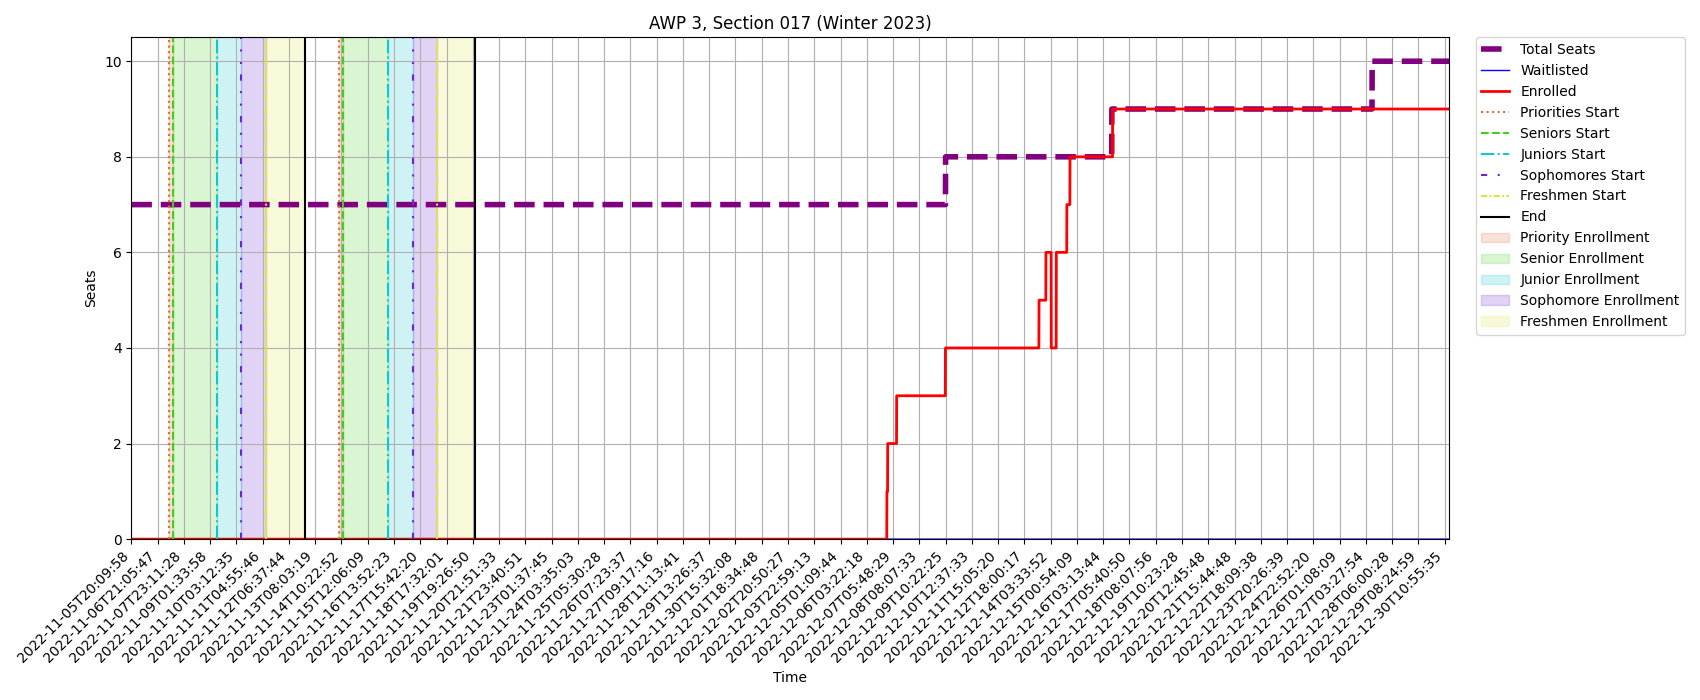 AWP 3, Section 017 (Winter 2023)
10
8
6
4
2
0
Seats
2022-11-05T20:09:58
2022-11-06T21:05:47
2022-11-07T23:11:28
2022-11-09T01:33:58
2022-11-10T03:12:35
2022-11-11T04:55:46
2022-11-12T06:37:44
2022-11-13T08:03:19
2022-11-14T10:22:52
2022-11-15T12:06:09
2022-11-16T13:52:23
2022-11-17T15:42:20
2022-11-18T17:32:01
2022-11-19T19:26:50
2022-11-20T21:51:33
2022-11-21T23:40:51
2022-11-23T01:37:45
2022-11-24T03:35:03
2022-11-25T05:30:28
2022-11-26T07:23:37
2022-11-27T09:17:16
2022-11-28T11:13:41
2022-11-29T13:26:37
2022-11-30T15:32:08
2022-12-01T18:34:48
2022-12-02T20:50:27
2022-12-03T22:59:13
2022-12-05T01:09:44
2022-12-06T03:22:18
2022-12-07T05:48:29
2022-12-08T08:07:33
2022-12-09T10:22:25
2022-12-10T12:37:33
2022-12-11T15:05:20
2022-12-12T18:00:17
2022-12-14T03:33:52
2022-12-15T00:54:09
2022-12-16T03:13:44
2022-12-17T05:40:50
2022-12-18T08:07:56
2022-12-19T10:23:28
2022-12-20T12:45:48
2022-12-21T15:44:48
2022-12-22T18:09:38
2022-12-23T20:26:39
2022-12-24T22:52:20
2022-12-26T01:08:09
2022-12-27T03:27:54
2022-12-28T06:00:28
2022-12-29T08:24:59
2022-12-30T10:55:35
Time
Total Seats
Waitlisted
Enrolled
Priorities Start
Seniors Start
Juniors Start
Sophomores Start
Freshmen Start
End
Priority Enrollment
Senior Enrollment
Junior Enrollment
Sophomore Enrollment
Freshmen Enrollment